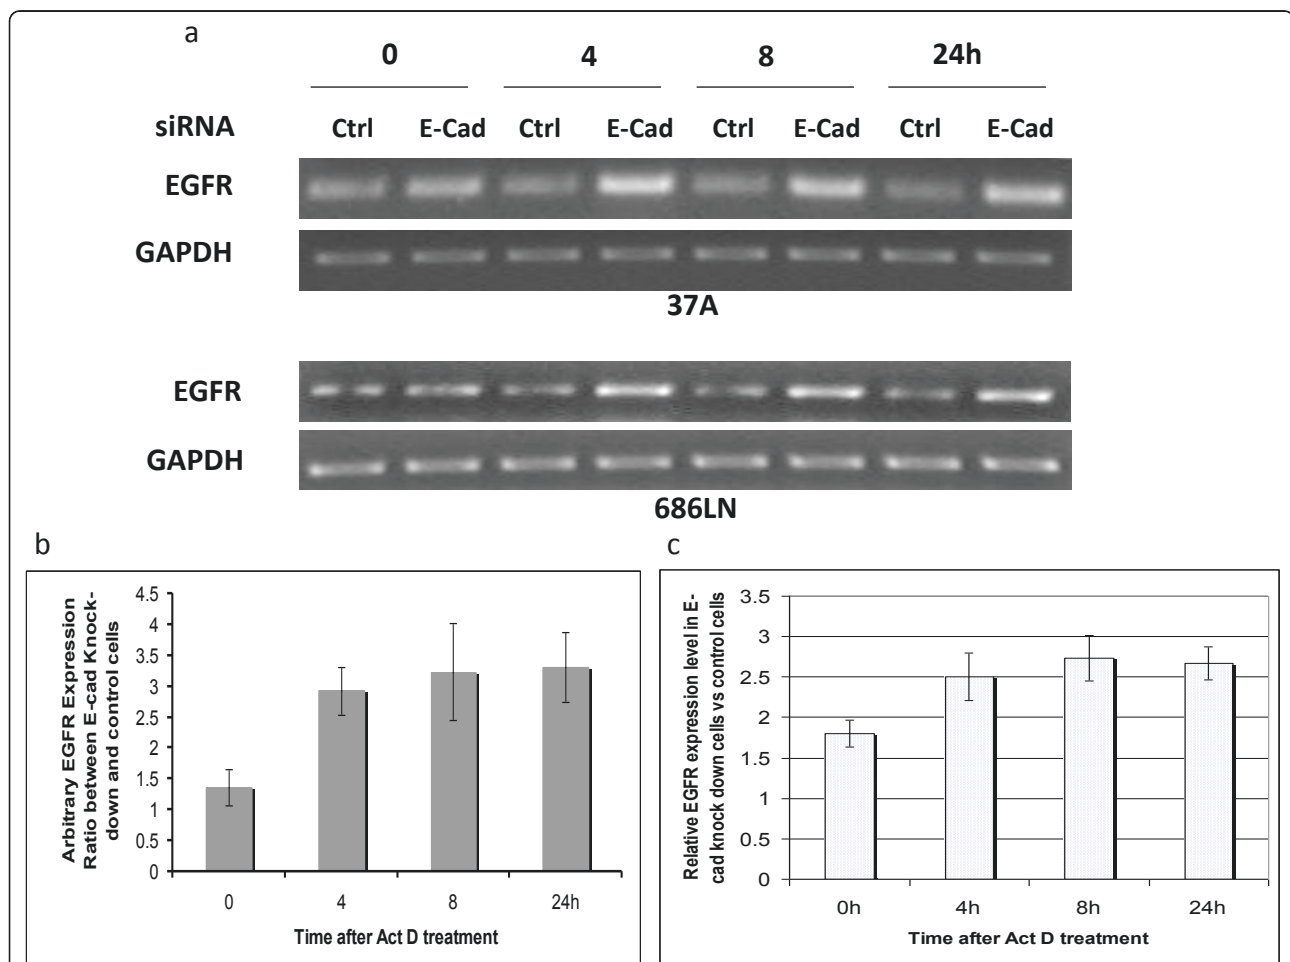 a
0 4 8 24h
siRNA Ctrl E-Cad Ctrl E-Cad Ctrl E-Cad Ctrl E-Cad
EGFR
GAPDH
37A
EGFR
GAPDH
686LN
b
Arbitrary EGFR Expression
Ratio between E-cad Knock-
down and control cells
4.5
4
3.5
3
2.5
2
1.5
1
0.5
0
0 4 8 24h
Time after Act D treatment
c
Relative EGFR expression level in E-
cad knock down cells vs control cells
3.5
3
2.5
2
1.5
1
0.5
0
0h 4h 8h 24h
Time after Act D treatment